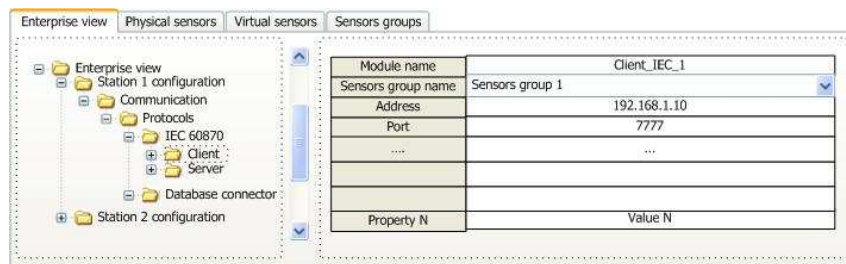 Enterprise view Physical sensors Virtual sensors Sensors groups
Enterprise view
Station 1 configuration
Communication
Protocols
IEC 60870
Client
Server
Database connector
Station 2 configuration
Module name Client_IEC_1
Sensors group name Sensors group 1
Address 192.168.1.10
Port 7777
.... ...
Property N Value N